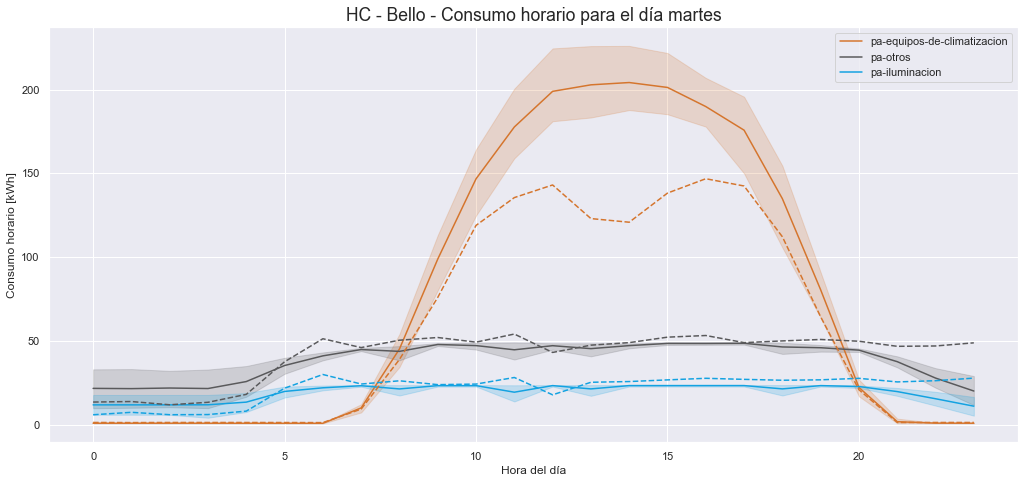 HC - Bello - Consumo horario para el día martes
pa-equipos-de-climatizacion
pa-otros
pa-iluminacion
Consumo horario [kWh]
200
150
100
50
0
0
5
10
15
20
Hora del día